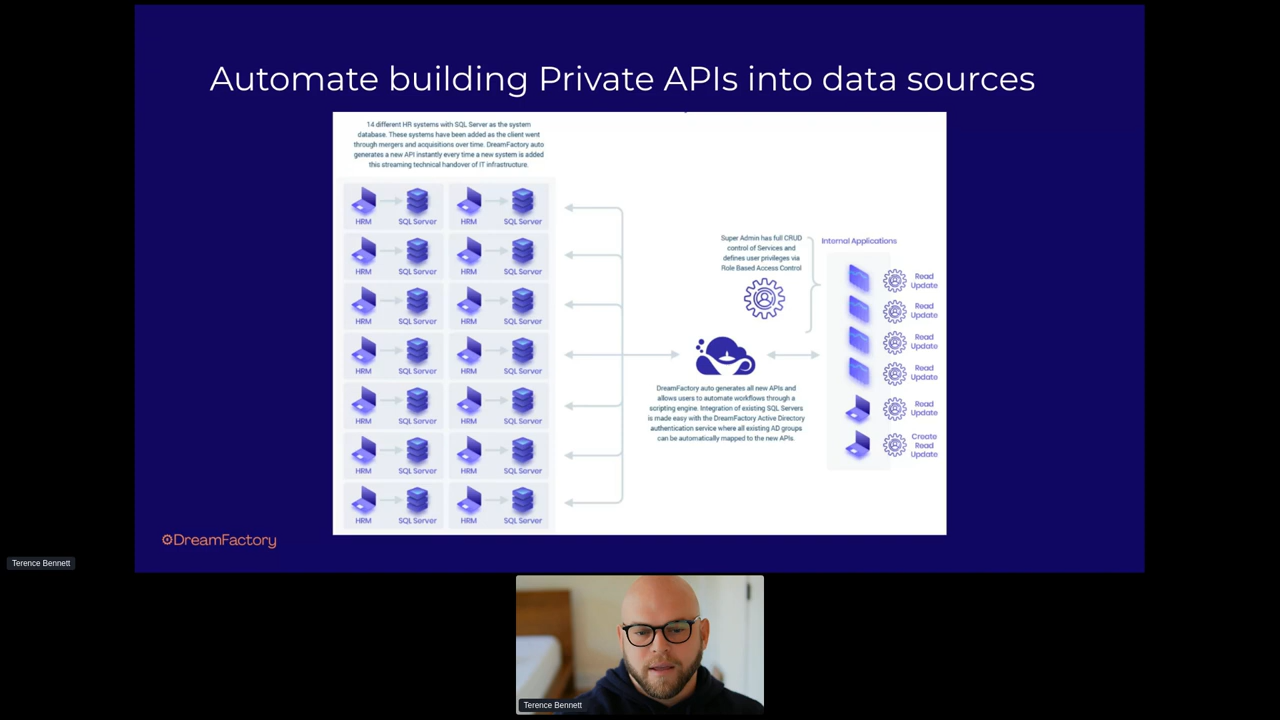 Automate building Private APIs into data sources
14 different HR systems with SQL Server as the system
database. These systems have been added as the client went
through mergers and acquisitions over time. DreamFactory auto
generates a new API instantly every time a new system is added
this streaming technical handover of IT infrastructure.
HRM SQL Server HRM SQL Server
HRM SQL Server HRM SQL Server
HRM SQL Server HRM SQL Server
HRM SQL Server HRM SQL Server
HRM SQL Server HRM SQL Server
HRM SQL Server HRM SQL Server
HRM SQL Server HRM SQL Server
Super Admin has full CRUD
control of Services and
defines user privileges via
Role Based Access Control
DreamFactory auto generates all new APIs and
allows users to automate workflows through a
scripting engine. Integration of existing SQL Servers
is made easy with the DreamFactory Active Directory
authentication service where all existing AD groups
can be automatically mapped to the new APIs.
Internal Applications
Read
Update
Read
Update
Read
Update
Read
Update
Read
Update
Create
Read
Update
DreamFactory
Terence Bennett
Terence Bennett